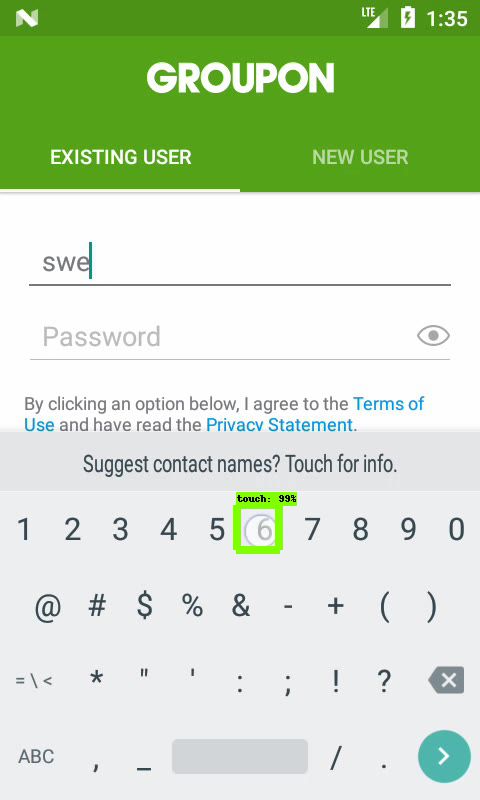 LTE 1:35
GROUPON
EXISTING USER NEW USER
swe
Password
By clicking an option below, I agree to the Terms of
Use and have read the Privacy Statement.
Suggest contact names? Touch for info.
touch: 99%
1 2 3 4 5 6 7 8 9 0
@ # $ % & - + ( )
= \ < * " ' : ; ! ?
ABC , _ / .